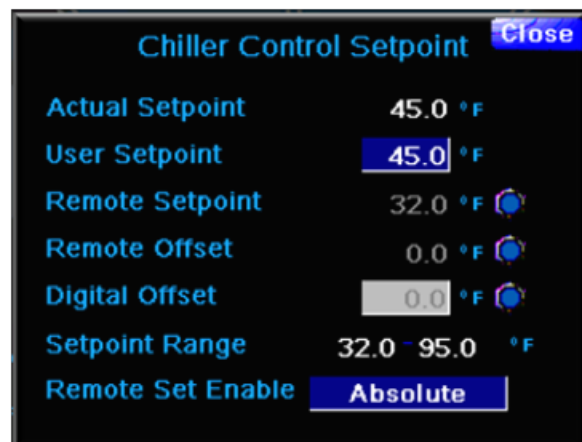 Close
Chiller Control Setpoint
Actual Setpoint 45.0 °F
User Setpoint 45.0 °F
Remote Setpoint 32.0 °F
Remote Offset 0.0 °F
Digital Offset 0.0 °F
Setpoint Range 32.0 - 95.0 °F
Remote Set Enable Absolute